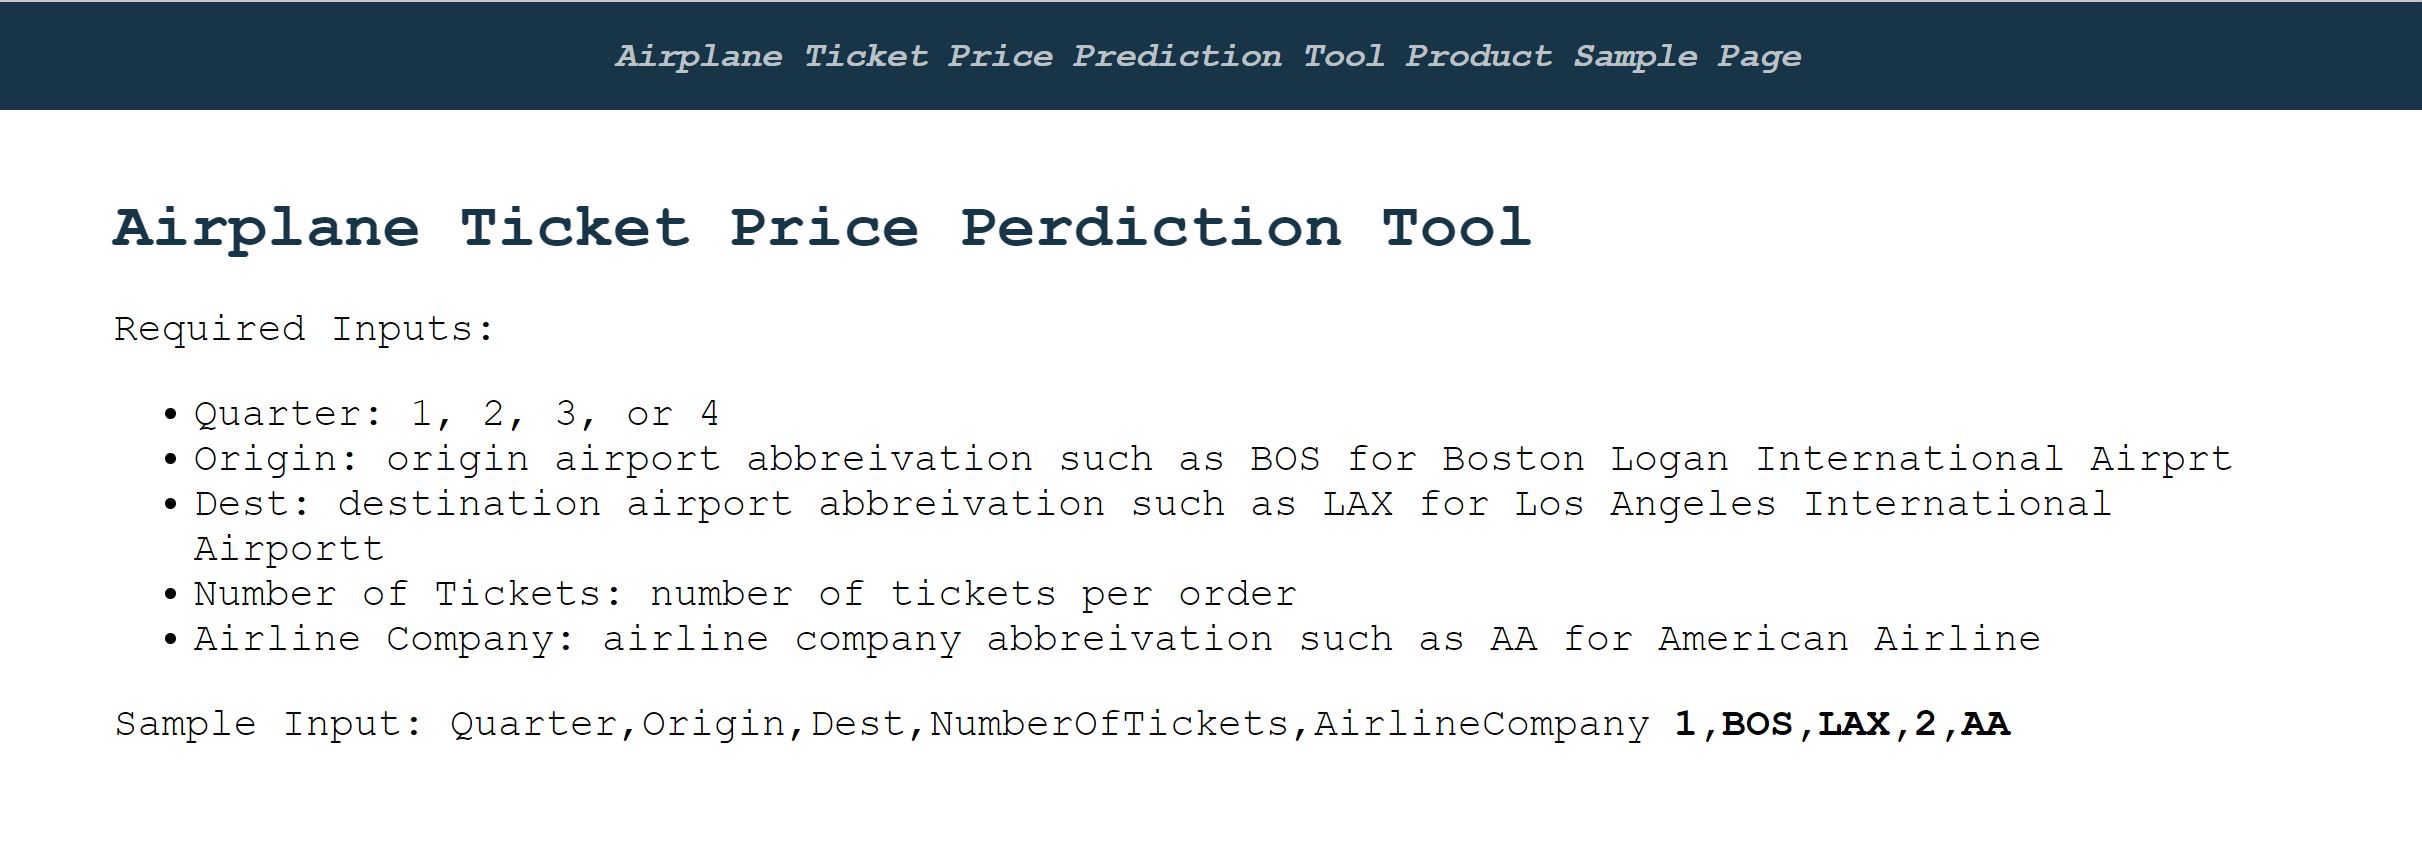 Airplane Ticket Price Prediction Tool Product Sample Page
Airplane Ticket Price Perdiction Tool
Required Inputs:
• Quarter: 1, 2, 3, or 4
• Origin: origin airport abbreivation such as BOS for Boston Logan International Airprt
• Dest: destination airport abbreivation such as LAX for Los Angeles International
Airportt
• Number of Tickets: number of tickets per order
• Airline Company: airline company abbreivation such as AA for American Airline
Sample Input: Quarter,Origin,Dest,NumberOfTickets,AirlineCompany 1,BOS,LAX,2,AA